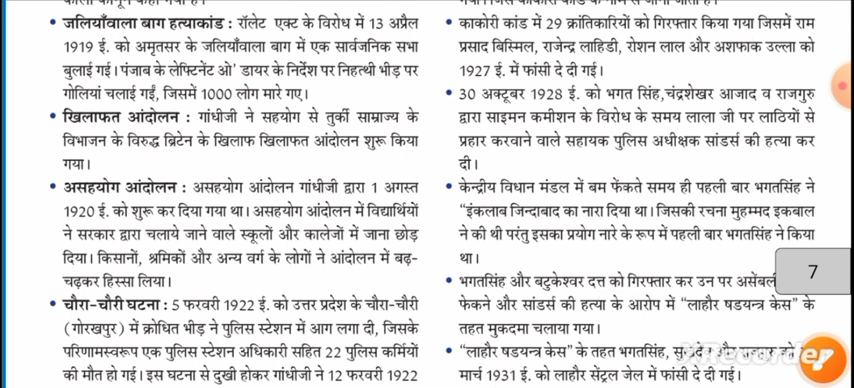 • जलियाँवाला बाग हत्याकांड : रॉलेट एक्ट के विरोध में 13 अप्रैल
1919 ई. को अमृतसर के जलियाँवाला बाग में एक सार्वजनिक सभा
बुलाई गई। पंजाब के लेफ्टिनेंट ओ' डायर के निर्देश पर निहत्थी भीड़ पर
गोलियां चलाई गईं, जिसमें 1000 लोग मारे गए।
• खिलाफत आंदोलन : गांधीजी ने सहयोग से तुर्की साम्राज्य के
विभाजन के विरुद्ध ब्रिटेन के खिलाफ खिलाफत आंदोलन शुरू किया
गया।
• असहयोग आंदोलन : असहयोग आंदोलन गांधीजी द्वारा 1 अगस्त
1920 ई. को शुरू कर दिया गया था। असहयोग आंदोलन में विद्यार्थियों
ने सरकार द्वारा चलाये जाने वाले स्कूलों और कालेजों में जाना छोड़
दिया। किसानों, श्रमिकों और अन्य वर्ग के लोगों ने आंदोलन में बढ़-
चढ़कर हिस्सा लिया।
• चौरा-चौरी घटना : 5 फरवरी 1922 ई. को उत्तर प्रदेश के चौरा-चौरी
(गोरखपुर) में क्रोधित भीड़ ने पुलिस स्टेशन में आग लगा दी, जिसके
परिणामस्वरूप एक पुलिस स्टेशन अधिकारी सहित 22 पुलिस कर्मियों
की मौत हो गई। इस घटना से दुखी होकर गांधीजी ने 12 फरवरी 1922
• काकोरी कांड में 29 क्रांतिकारियों को गिरफ्तार किया गया जिसमें राम
प्रसाद बिस्मिल, राजेन्द्र लाहिडी, रोशन लाल और अशफाक उल्ला को
1927 ई. में फांसी दे दी गई।
• 30 अक्टूबर 1928 ई. को भगत सिंह,चंद्रशेखर आजाद व राजगुरु
द्वारा साइमन कमीशन के विरोध के समय लाला जी पर लाठियों से
प्रहार करवाने वाले सहायक पुलिस अधीक्षक सांडर्स की हत्या कर
दी।
• केन्द्रीय विधान मंडल में बम फेंकते समय ही पहली बार भगतसिंह ने
"इंकलाब जिन्दाबाद का नारा दिया था। जिसकी रचना मुहम्मद इकबाल
ने की थी परंतु इसका प्रयोग नारे के रूप में पहली बार भगतसिंह ने किया
था।
7
• भगतसिंह और बटुकेश्वर दत्त को गिरफ्तार कर उन पर असेंबली
फेकने और सांडर्स की हत्या के आरोप में "लाहौर षडयन्त्र केस" के
तहत मुकदमा चलाया गया।
• "लाहौर षडयन्त्र केस" के तहत भगतसिंह,
मार्च 1931 ई. को लाहौर सेंट्रल जेल में फांसी दे दी गई।
XRecorder